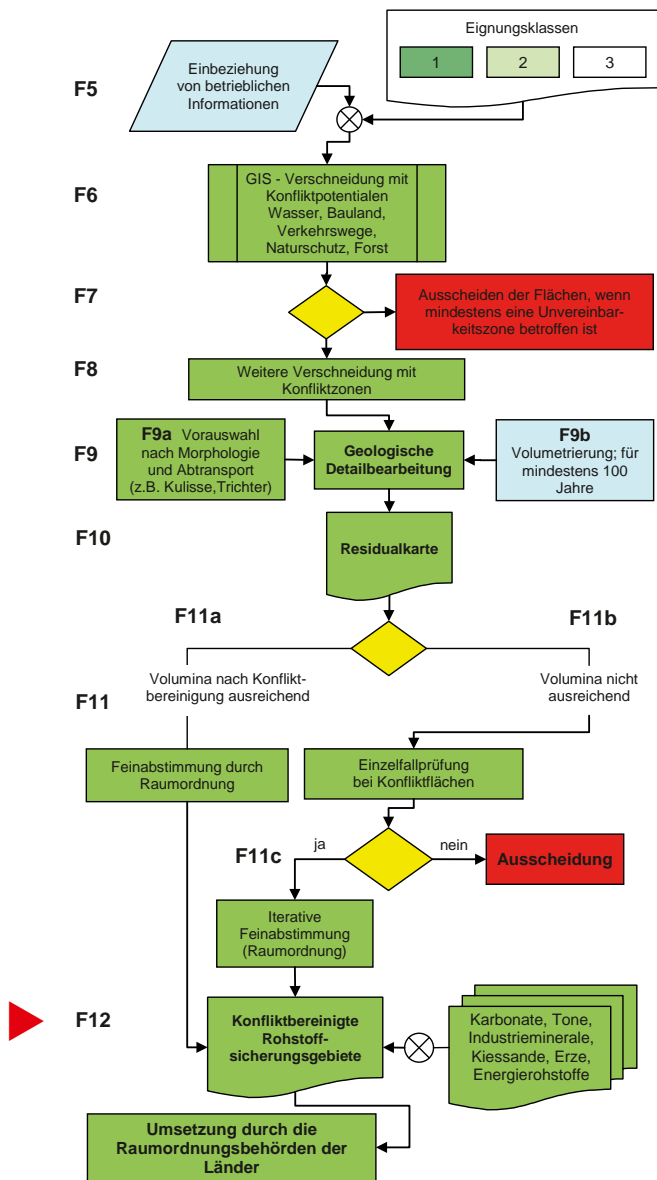 Eignungsklassen
1 2 3
F5
Einbeziehung
von betrieblichen
Informationen
F6
GIS - Verschneidung mit
Konfliktpotentialen
Wasser, Bauland,
Verkehrswege,
Naturschutz, Forst
F7
Ausscheiden der Flächen, wenn
mindestens eine Unvereinbar-
keitszone betroffen ist
F8
Weitere Verschneidung mit
Konfliktzonen
F9
F9a Vorauswahl
nach Morphologie
und Abtransport
(z.B. Kulisse,Trichter)
Geologische
Detailbearbeitung
F9b
Volumetrierung; für
mindestens 100
Jahre
F10
Residualkarte
F11a
F11b
F11
Volumina nach Konflikt-
bereinigung ausreichend
Volumina nicht
ausreichend
Feinabstimmung durch
Raumordnung
Einzelfallprüfung
bei Konfliktflächen
F11c
ja
nein
Ausscheidung
Iterative
Feinabstimmung
(Raumordnung)
F12
Konfliktbereinigte
Rohstoff-
sicherungsgebiete
Karbonate, Tone,
Industrieminerale,
Kiessande, Erze,
Energierohstoffe
Umsetzung durch die
Raumordnungsbehörden der
Länder